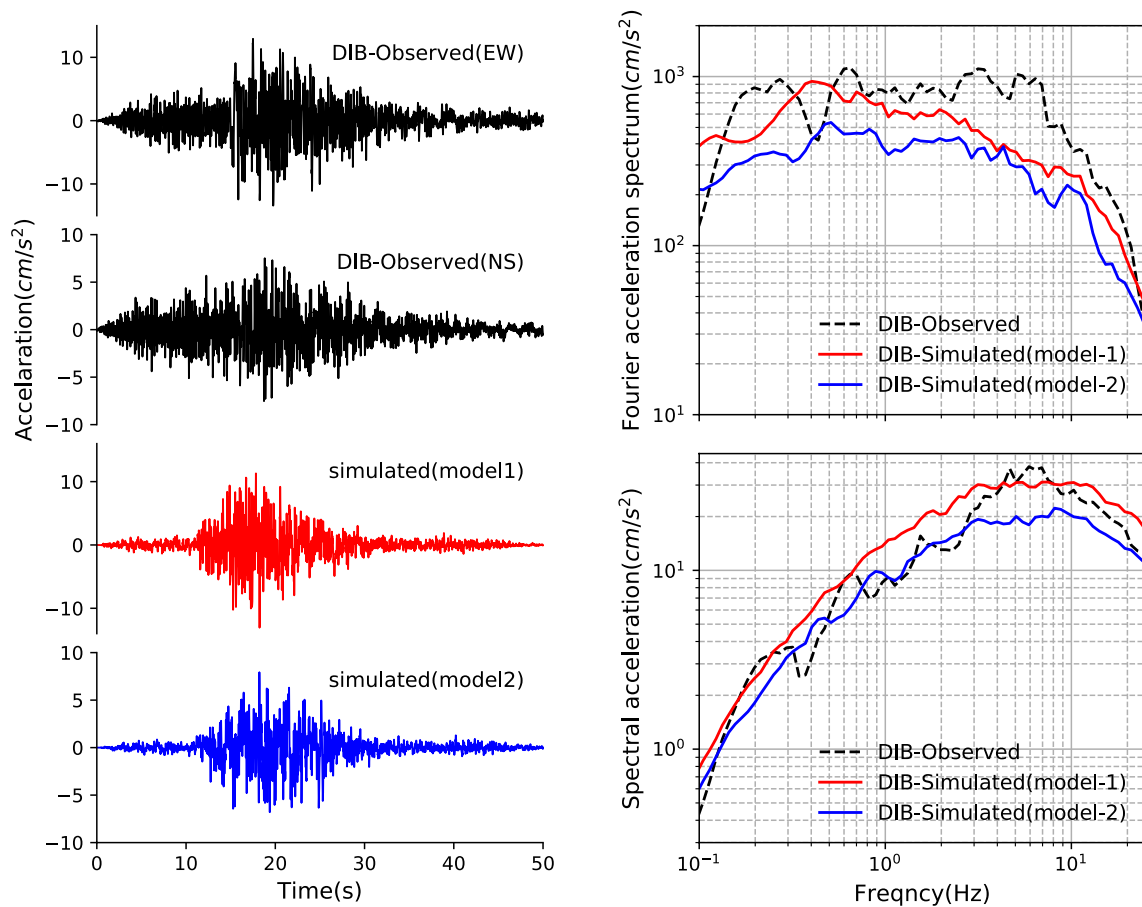 DIB-Observed(EW)
10
0
−10
10
DIB-Observed(NS)
5
0
−5
−10
simulated(model1)
10
0
−10
10
simulated(model2)
5
0
−5
−10
0 10 20 30 40 50
Time(s)
Accelaration(cm/s²)
10³
10²
10¹
Fourier acceleration spectrum(cm/s²)
DIB-Observed
DIB-Simulated(model-1)
DIB-Simulated(model-2)
10¹
10⁰
Spectral acceleration(cm/s²)
DIB-Observed
DIB-Simulated(model-1)
DIB-Simulated(model-2)
10⁻¹ 10⁰ 10¹
Freqncy(Hz)